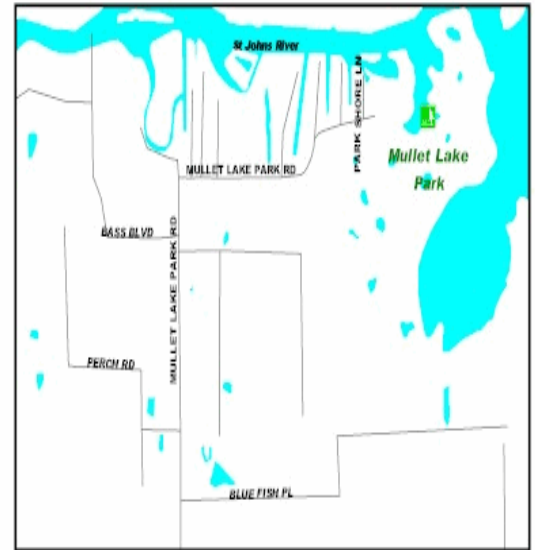 St Johns River
PARK SHORE LN
Mullet Lake
Park
MULLET LAKE PARK RD
BASS BLVD
MULLET LAKE PARK RD
PERCH RD
BLUE FISH PL